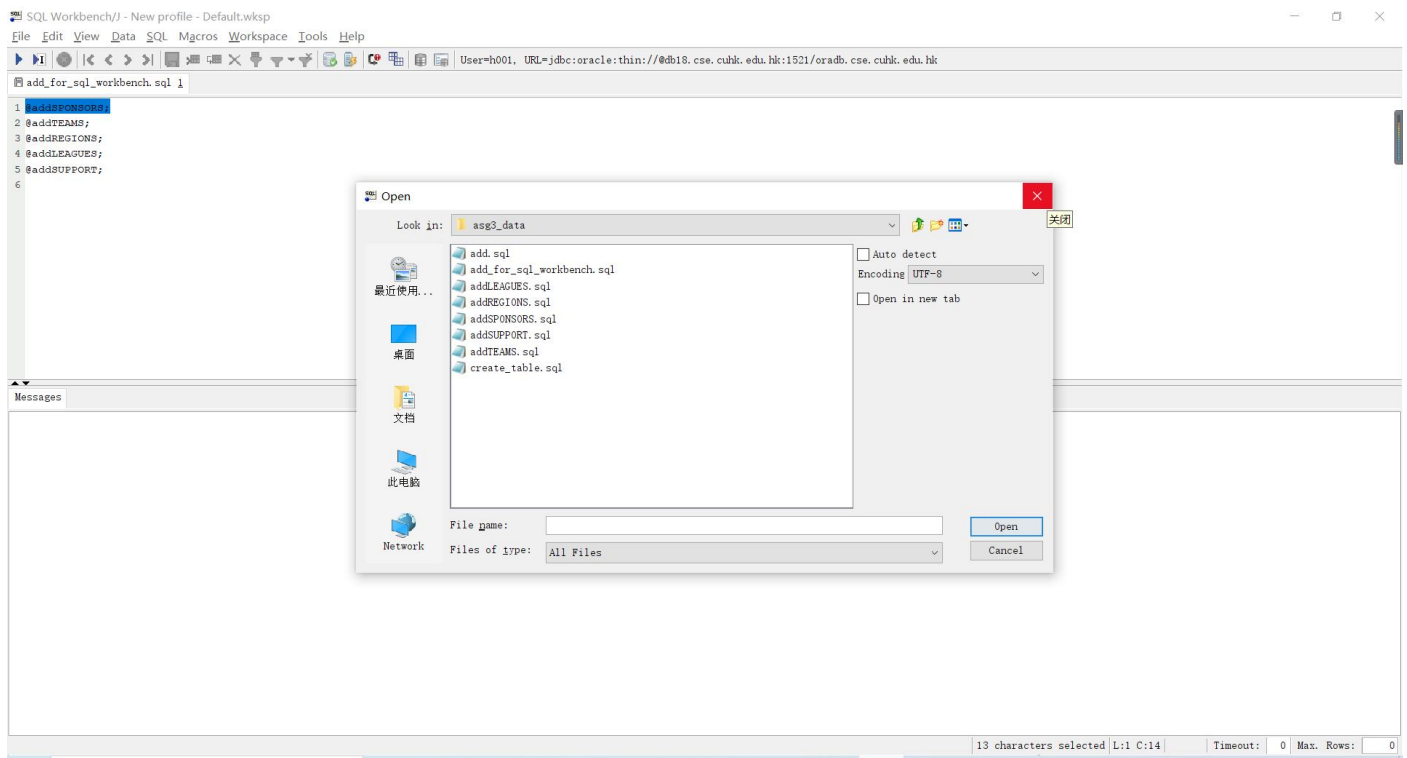 SQL Workbench/J - New profile - Default.wksp
File Edit View Data SQL Macros Workspace Tools Help
User=h001, URL=jdbc:oracle:thin://@db18.cse.cuhk.edu.hk:1521/oradb.cse.cuhk.edu.hk
add_for_sql_workbench.sql 1
1 @addSPONSORS;
2 @addTEAMS;
3 @addREGIONS;
4 @addLEAGUES;
5 @addSUPPORT;
6
Open
关闭
Look in: asg3_data
最近使用...
桌面
文档
此电脑
Network
add.sql
add_for_sql_workbench.sql
addLEAGUES.sql
addREGIONS.sql
addSPONSORS.sql
addSUPPORT.sql
addTEAMS.sql
create_table.sql
Auto detect
Encoding UTF-8
Open in new tab
File name:
Open
Files of type: All Files
Cancel
Messages
13 characters selected L:1 C:14 Timeout: 0 Max. Rows: 0